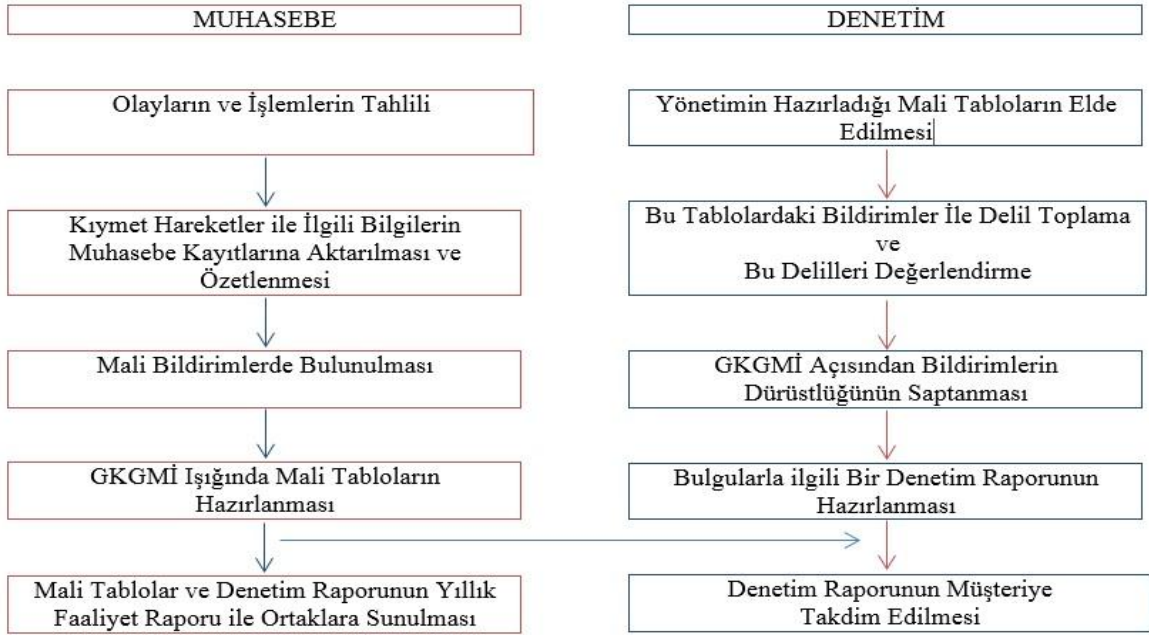 MUHASEBE
Olayların ve İşlemlerin Tahlili
Kıymet Hareketler ile İlgili Bilgilerin
Muhasebe Kayıtlarına Aktarılması ve
Özetlenmesi
Mali Bildirimlerde Bulunulması
GKGMİ Işığında Mali Tabloların
Hazırlanması
Mali Tablolar ve Denetim Raporunun Yıllık
Faaliyet Raporu ile Ortaklara Sunulması
DENETİM
Yönetimin Hazırladığı Mali Tabloların Elde
Edilmesi
Bu Tablolardaki Bildirimler İle Delil Toplama
ve
Bu Delilleri Değerlendirme
GKGMİ Açısından Bildirimlerin
Dürüstlüğünün Saptanması
Bulgularla ilgili Bir Denetim Raporunun
Hazırlanması
Denetim Raporunun Müşteriye
Takdim Edilmesi